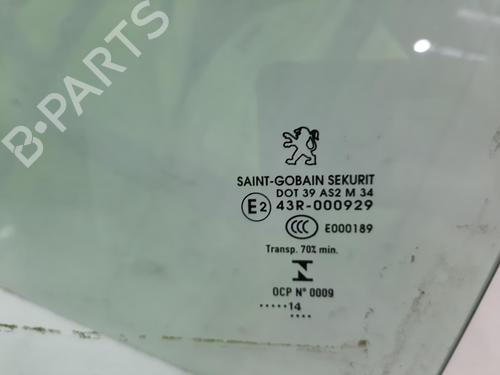 B-PARTS
SAINT-GOBAIN SEKURIT
DOT 39 AS2 M 34
E2 43R-000929
CCC E000189
Transp. 70% min.
N
OCP N° 0009
.....14
....